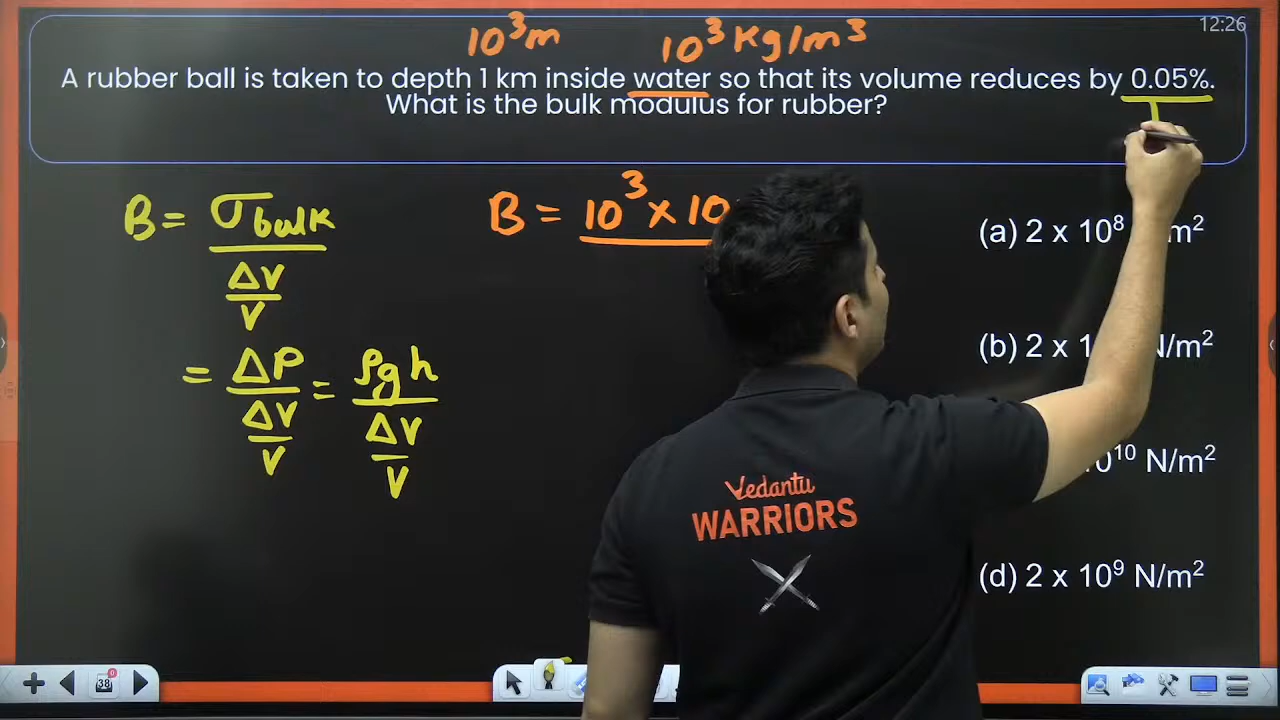 12:26
10³m 10³ Kg/m³
A rubber ball is taken to depth 1 km inside water so that its volume reduces by 0.05%.
What is the bulk modulus for rubber?
B = σbulk / (ΔV/V)
= ΔP / (ΔV/V) = ρgh / (ΔV/V)
B = 10³ × 10
(a) 2 x 10⁸ m²
(b) 2 x 1 N/m²
0¹⁰ N/m²
(d) 2 x 10⁹ N/m²
Vedantu
WARRIORS
38